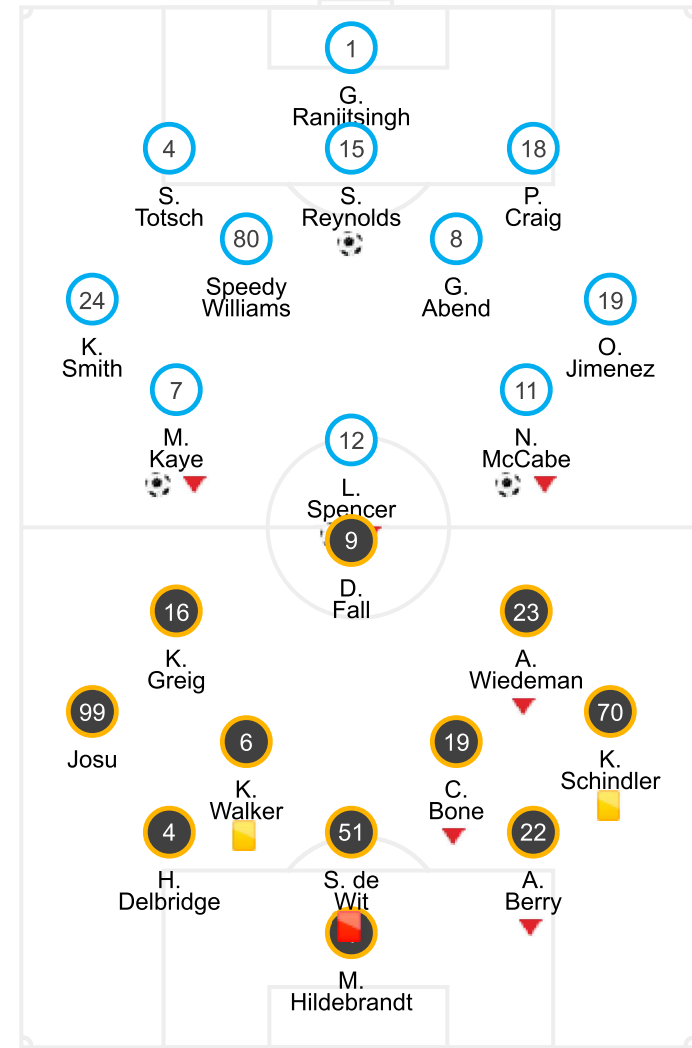 1
G.
Ranjitsingh
4
15
18
S.
Totsch
S.
Reynolds
P.
Craig
80
8
Speedy
Williams
G.
Abend
24
19
K.
Smith
O.
Jimenez
7
11
M.
Kaye
N.
McCabe
12
L.
Spencer
9
D.
Fall
16
23
K.
Greig
A.
Wiedeman
99
70
Josu
K.
Schindler
6
19
K.
Walker
C.
Bone
4
51
22
H.
Delbridge
S. de
Wit
A.
Berry
M.
Hildebrandt